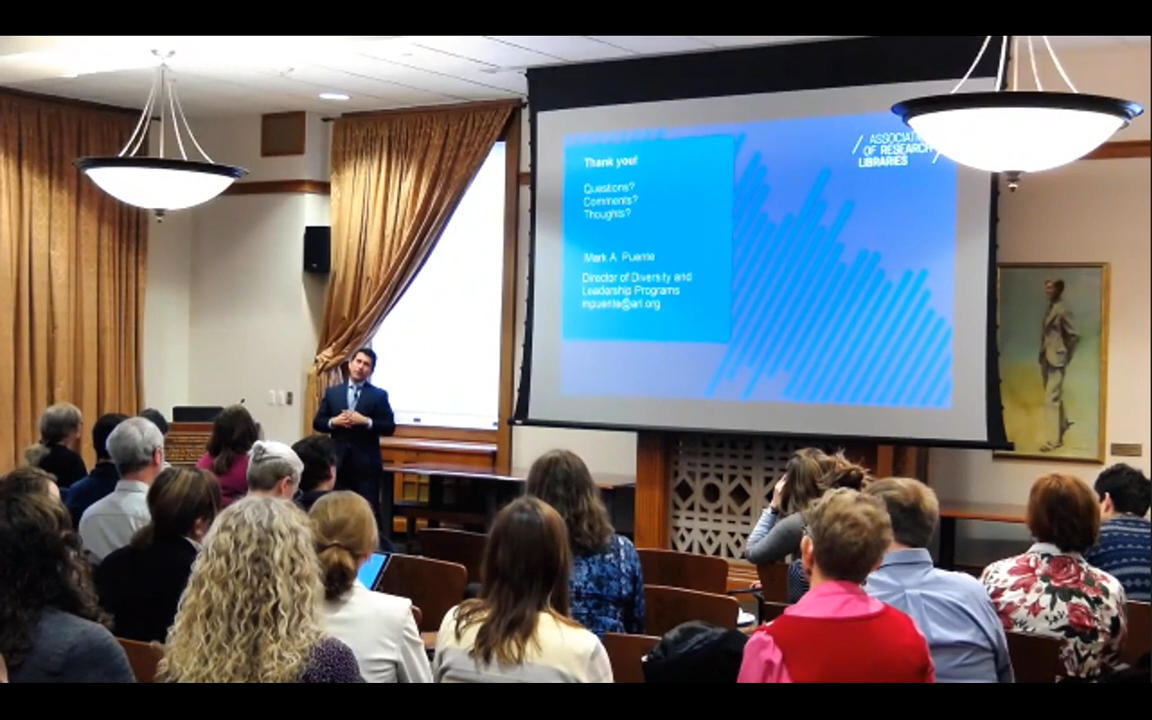 Thank you!
Questions?
Comments?
Thoughts?
Mark A. Puente
Director of Diversity and
Leadership Programs
mpuente@arl.org
OF RESEARCH
LIBRARIES